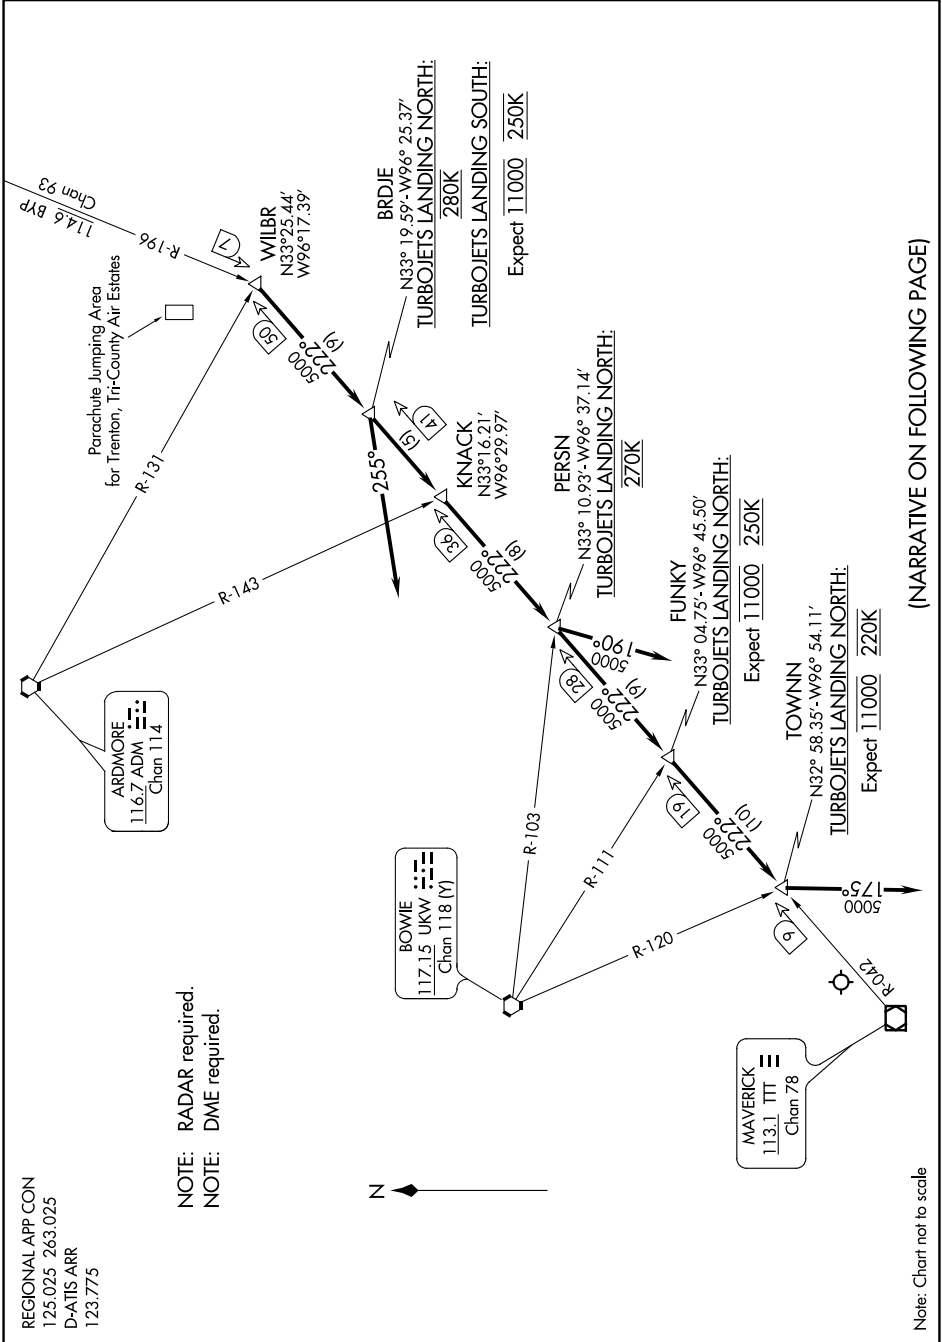 REGIONAL APP CON
125.025 263.025
D-ATIS ARR
123.775
NOTE: RADAR required.
NOTE: DME required.
N
ARDMORE
116.7 ADM
Chan 114
BOWIE
117.15 UKW
Chan 118 (Y)
MAVERICK
113.1 TTT
Chan 78
114.6 BYP
Chan 93
R-196
7
Parachute Jumping Area
for Trenton, Tri-County Air Estates
R-131
R-143
WILBR
N33°25.44'
W96°17.39'
50
5000
222°
(9)
BRDJE
N33° 19.59'- W96° 25.37'
TURBOJETS LANDING NORTH:
280K
TURBOJETS LANDING SOUTH:
Expect 11000 250K
255°
41
(5)
KNACK
N33°16.21'
W96°29.97'
36
5000
222°
(8)
PERSN
N33° 10.93'- W96° 37.14'
TURBOJETS LANDING NORTH:
270K
5000
190°
R-103
28
5000
222°
(9)
FUNKY
N33° 04.75'- W96° 45.50'
TURBOJETS LANDING NORTH:
Expect 11000 250K
R-111
19
5000
222°
(10)
TOWNN
N32° 58.35'- W96° 54.11'
TURBOJETS LANDING NORTH:
Expect 11000 220K
R-120
9
R-042
5000
175°
(NARRATIVE ON FOLLOWING PAGE)
Note: Chart not to scale